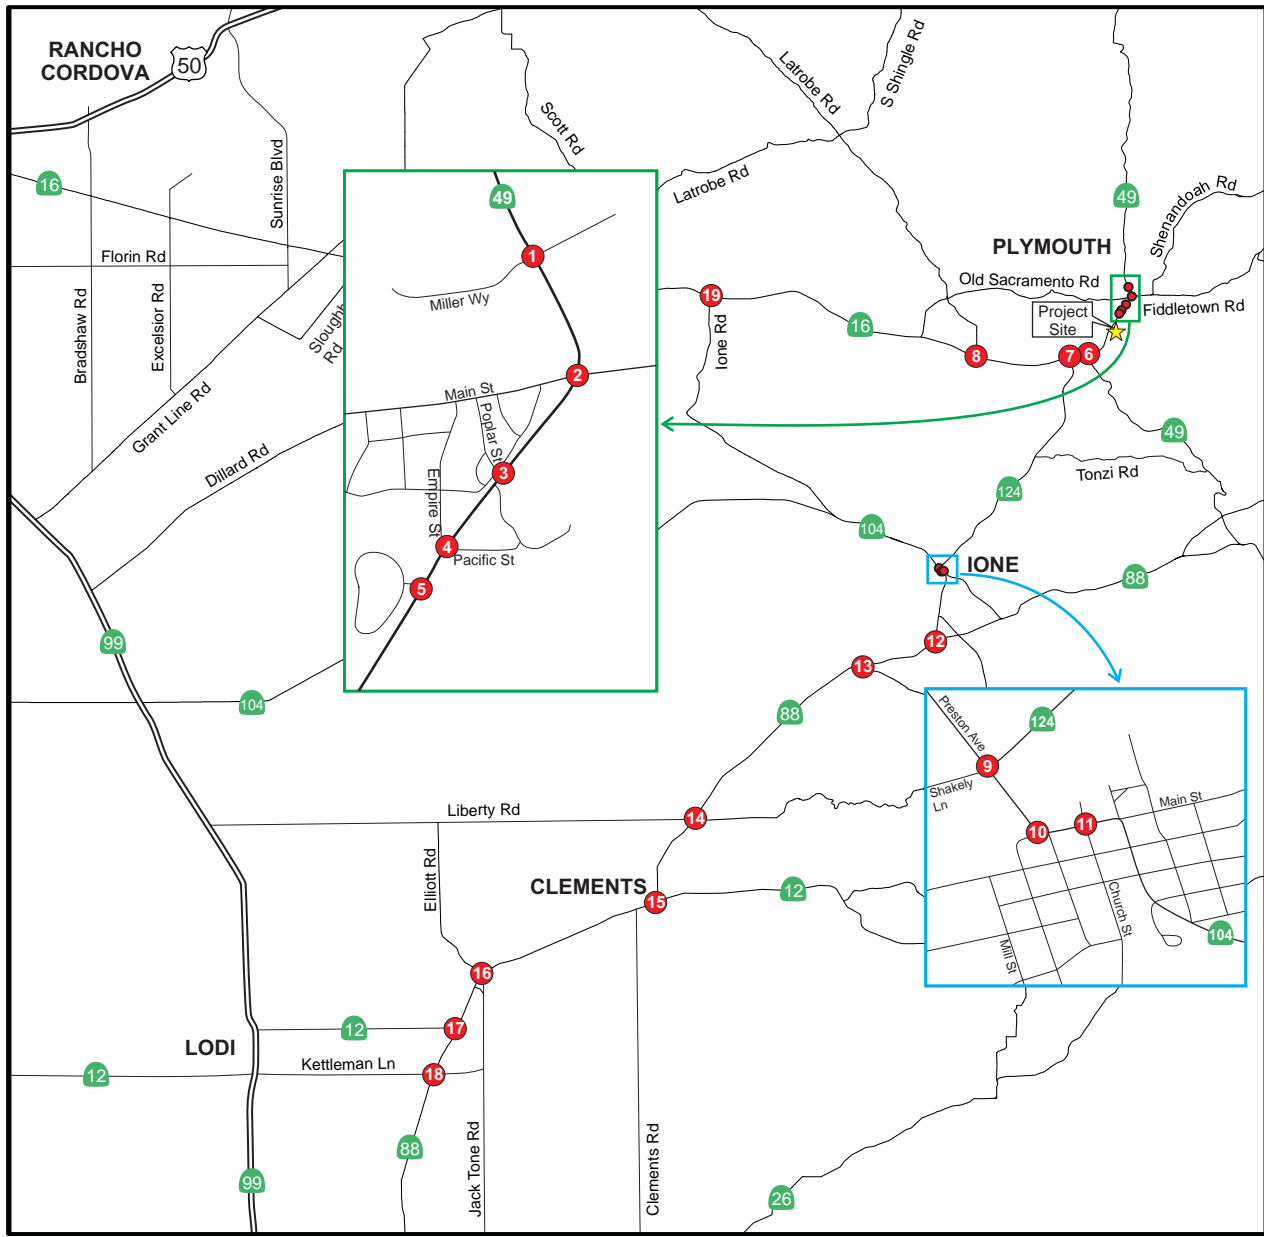 RANCHO
CORDOVA
50
16
Florin Rd
Bradshaw Rd
Excelsior Rd
Sunrise Blvd
Grant Line Rd
Sloughhouse
Rd
Dillard Rd
Scott Rd
Latrobe Rd
S Shingle Rd
Latrobe Rd
49
Shenandoah Rd
PLYMOUTH
Old Sacramento Rd
Fiddletown Rd
Project
Site
19
Ione Rd
16
8
7
6
49
Tonzi Rd
124
104
IONE
88
12
13
88
99
104
49
1
Miller Wy
2
Main St
Poplar St
3
Empire St
4
Pacific St
5
Preston Ave
124
9
Shakely
Ln
Main St
10
11
Church St
Mill St
104
Liberty Rd
14
Elliott Rd
CLEMENTS
15
12
16
17
12
LODI
Kettleman Ln
18
12
88
99
Jack Tone Rd
Clements Rd
26